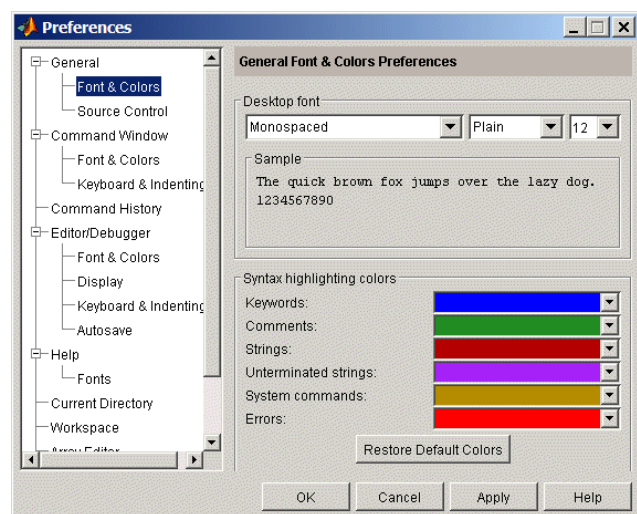 Preferences
General
Font & Colors
Source Control
Command Window
Font & Colors
Keyboard & Indenting
Command History
Editor/Debugger
Font & Colors
Display
Keyboard & Indenting
Autosave
Help
Fonts
Current Directory
Workspace
Array Editor
General Font & Colors Preferences
Desktop font
Monospaced Plain 12
Sample
The quick brown fox jumps over the lazy dog.
1234567890
Syntax highlighting colors
Keywords:
Comments:
Strings:
Unterminated strings:
System commands:
Errors:
Restore Default Colors
OK Cancel Apply Help